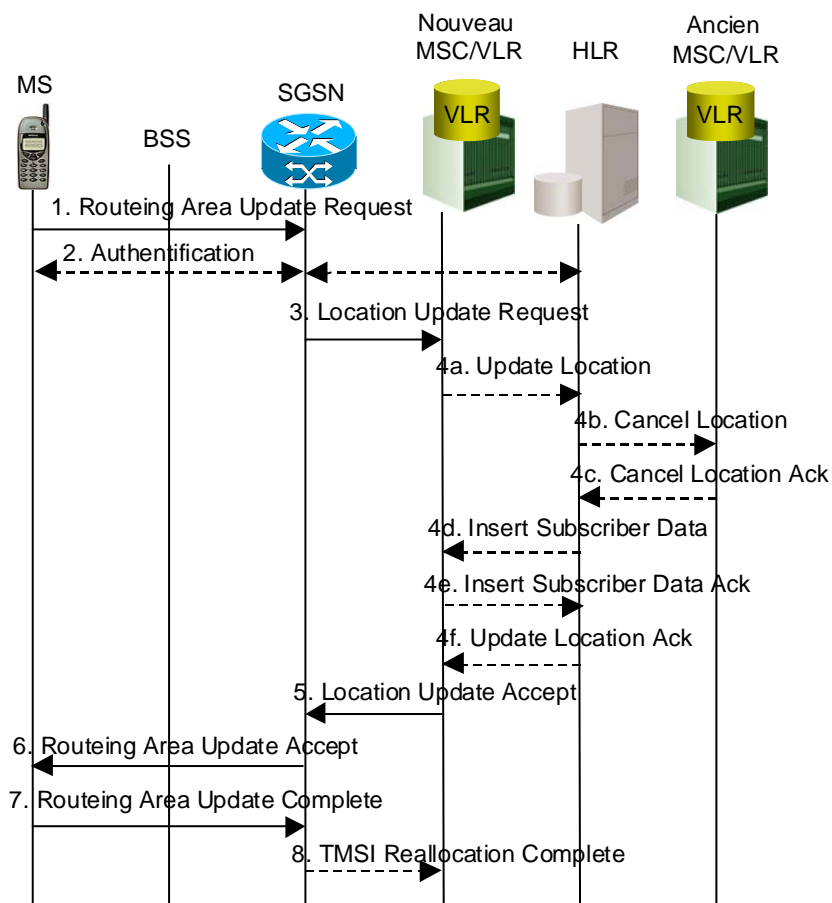 Nouveau
MSC/VLR
HLR
Ancien
MSC/VLR
MS
BSS
SGSN
VLR
VLR
1. Routeing Area Update Request
2. Authentification
3. Location Update Request
4a. Update Location
4b. Cancel Location
4c. Cancel Location Ack
4d. Insert Subscriber Data
4e. Insert Subscriber Data Ack
4f. Update Location Ack
5. Location Update Accept
6. Routeing Area Update Accept
7. Routeing Area Update Complete
8. TMSI Reallocation Complete